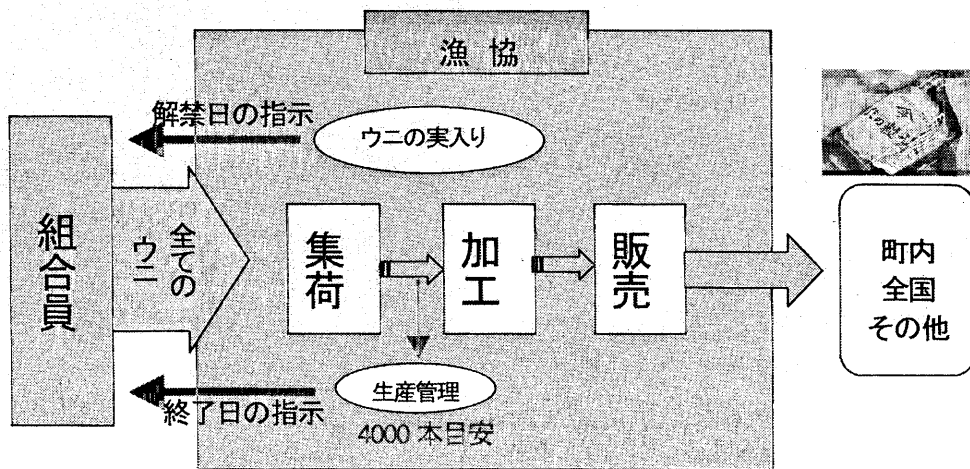 漁協
解禁日の指示
ウニの実入り
組合員
全ての
ウニ
集荷
加工
販売
町内
全国
その他
生産管理
終了日の指示
4000本目安